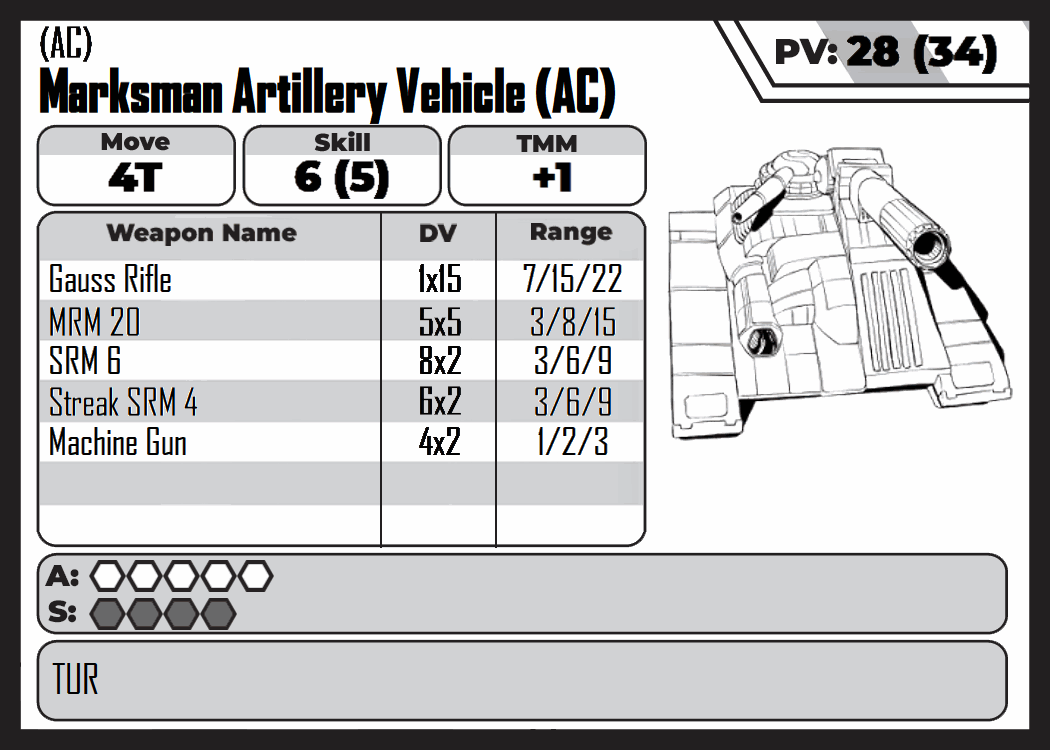 (AC)
Marksman Artillery Vehicle (AC)
PV: 28 (34)
Move Skill TMM
4T 6 (5) +1
Weapon Name DV Range
Gauss Rifle 1x15 7/15/22
MRM 20 5x5 3/8/15
SRM 6 8x2 3/6/9
Streak SRM 4 6x2 3/6/9
Machine Gun 4x2 1/2/3
A:
S:
TUR